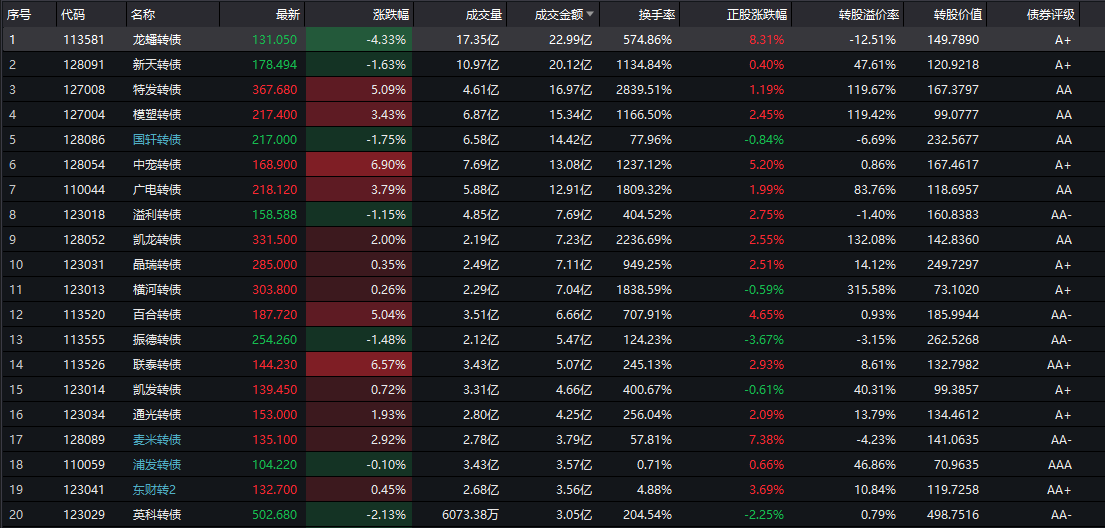 序号 代码 名称 最新 涨跌幅 成交量 成交金额 换手率 正股涨跌幅 转股溢价率 转股价值 债券评级
1 113581 龙蟠转债 131.050 -4.33% 17.35亿 22.99亿 574.86% 8.31% -12.51% 149.7890 A+
2 128091 新天转债 178.494 -1.63% 10.97亿 20.12亿 1134.84% 0.40% 47.61% 120.9218 A+
3 127008 特发转债 367.680 5.09% 4.61亿 16.97亿 2839.51% 1.19% 119.67% 167.3797 AA
4 127004 模塑转债 217.400 3.43% 6.87亿 15.34亿 1166.50% 2.45% 119.42% 99.0777 AA
5 128086 国轩转债 217.000 -1.75% 6.58亿 14.42亿 77.96% -0.84% -6.69% 232.5677 AA
6 128054 中宠转债 168.900 6.90% 7.69亿 13.08亿 1237.12% 5.20% 0.86% 167.4617 A+
7 110044 广电转债 218.120 3.79% 5.88亿 12.91亿 1809.32% 1.99% 83.76% 118.6957 AA
8 123018 溢利转债 158.588 -1.15% 4.85亿 7.69亿 404.52% 2.75% -1.40% 160.8383 AA-
9 128052 凯龙转债 331.500 2.00% 2.19亿 7.23亿 2236.69% 2.55% 132.08% 142.8360 AA
10 123031 晶瑞转债 285.000 0.35% 2.49亿 7.11亿 949.25% 2.51% 14.12% 249.7297 A+
11 123013 横河转债 303.800 0.26% 2.29亿 7.04亿 1838.59% -0.59% 315.58% 73.1020 A+
12 113520 百合转债 187.720 5.04% 3.51亿 6.66亿 707.91% 4.65% 0.93% 185.9944 AA-
13 113555 振德转债 254.260 -1.48% 2.12亿 5.47亿 124.23% -3.67% -3.15% 262.5268 AA-
14 113526 联泰转债 144.230 6.57% 3.43亿 5.07亿 245.13% 2.93% 8.61% 132.7982 AA+
15 123014 凯发转债 139.450 0.72% 3.31亿 4.66亿 400.67% -0.61% 40.31% 99.3857 A+
16 123034 通光转债 153.000 1.93% 2.80亿 4.25亿 256.04% 2.09% 13.79% 134.4612 A+
17 128089 麦米转债 135.100 2.92% 2.78亿 3.79亿 57.81% 7.38% -4.23% 141.0635 AA-
18 110059 浦发转债 104.220 -0.10% 3.43亿 3.57亿 0.71% 0.66% 46.86% 70.9635 AAA
19 123041 东财转2 132.700 0.45% 2.68亿 3.56亿 4.88% 3.69% 10.84% 119.7258 AA+
20 123029 英科转债 502.680 -2.13% 6073.38万 3.05亿 204.54% -2.25% 0.79% 498.7516 AA-